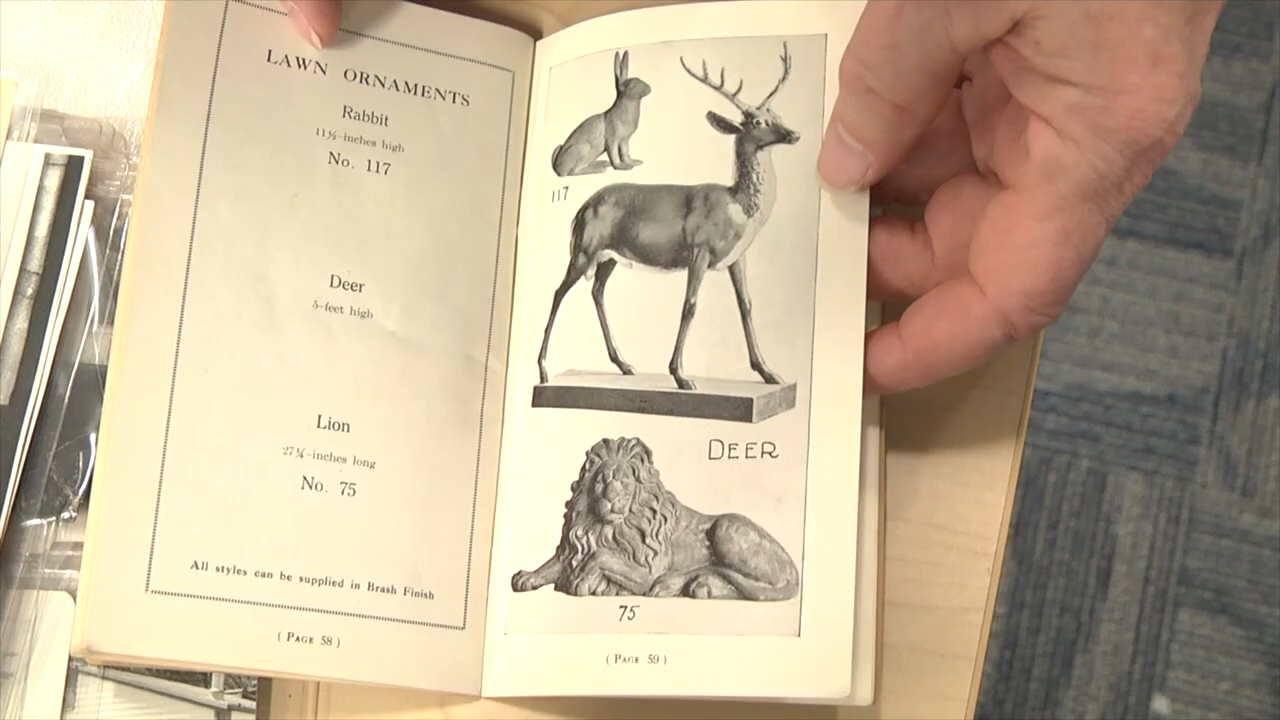 LAWN ORNAMENTS
Rabbit
11½-inches high
No. 117
Deer
5-feet high
Lion
27¼-inches long
No. 75
All styles can be supplied in Brash Finish
( PAGE 58 )
117
DEER
75
( PAGE 59 )